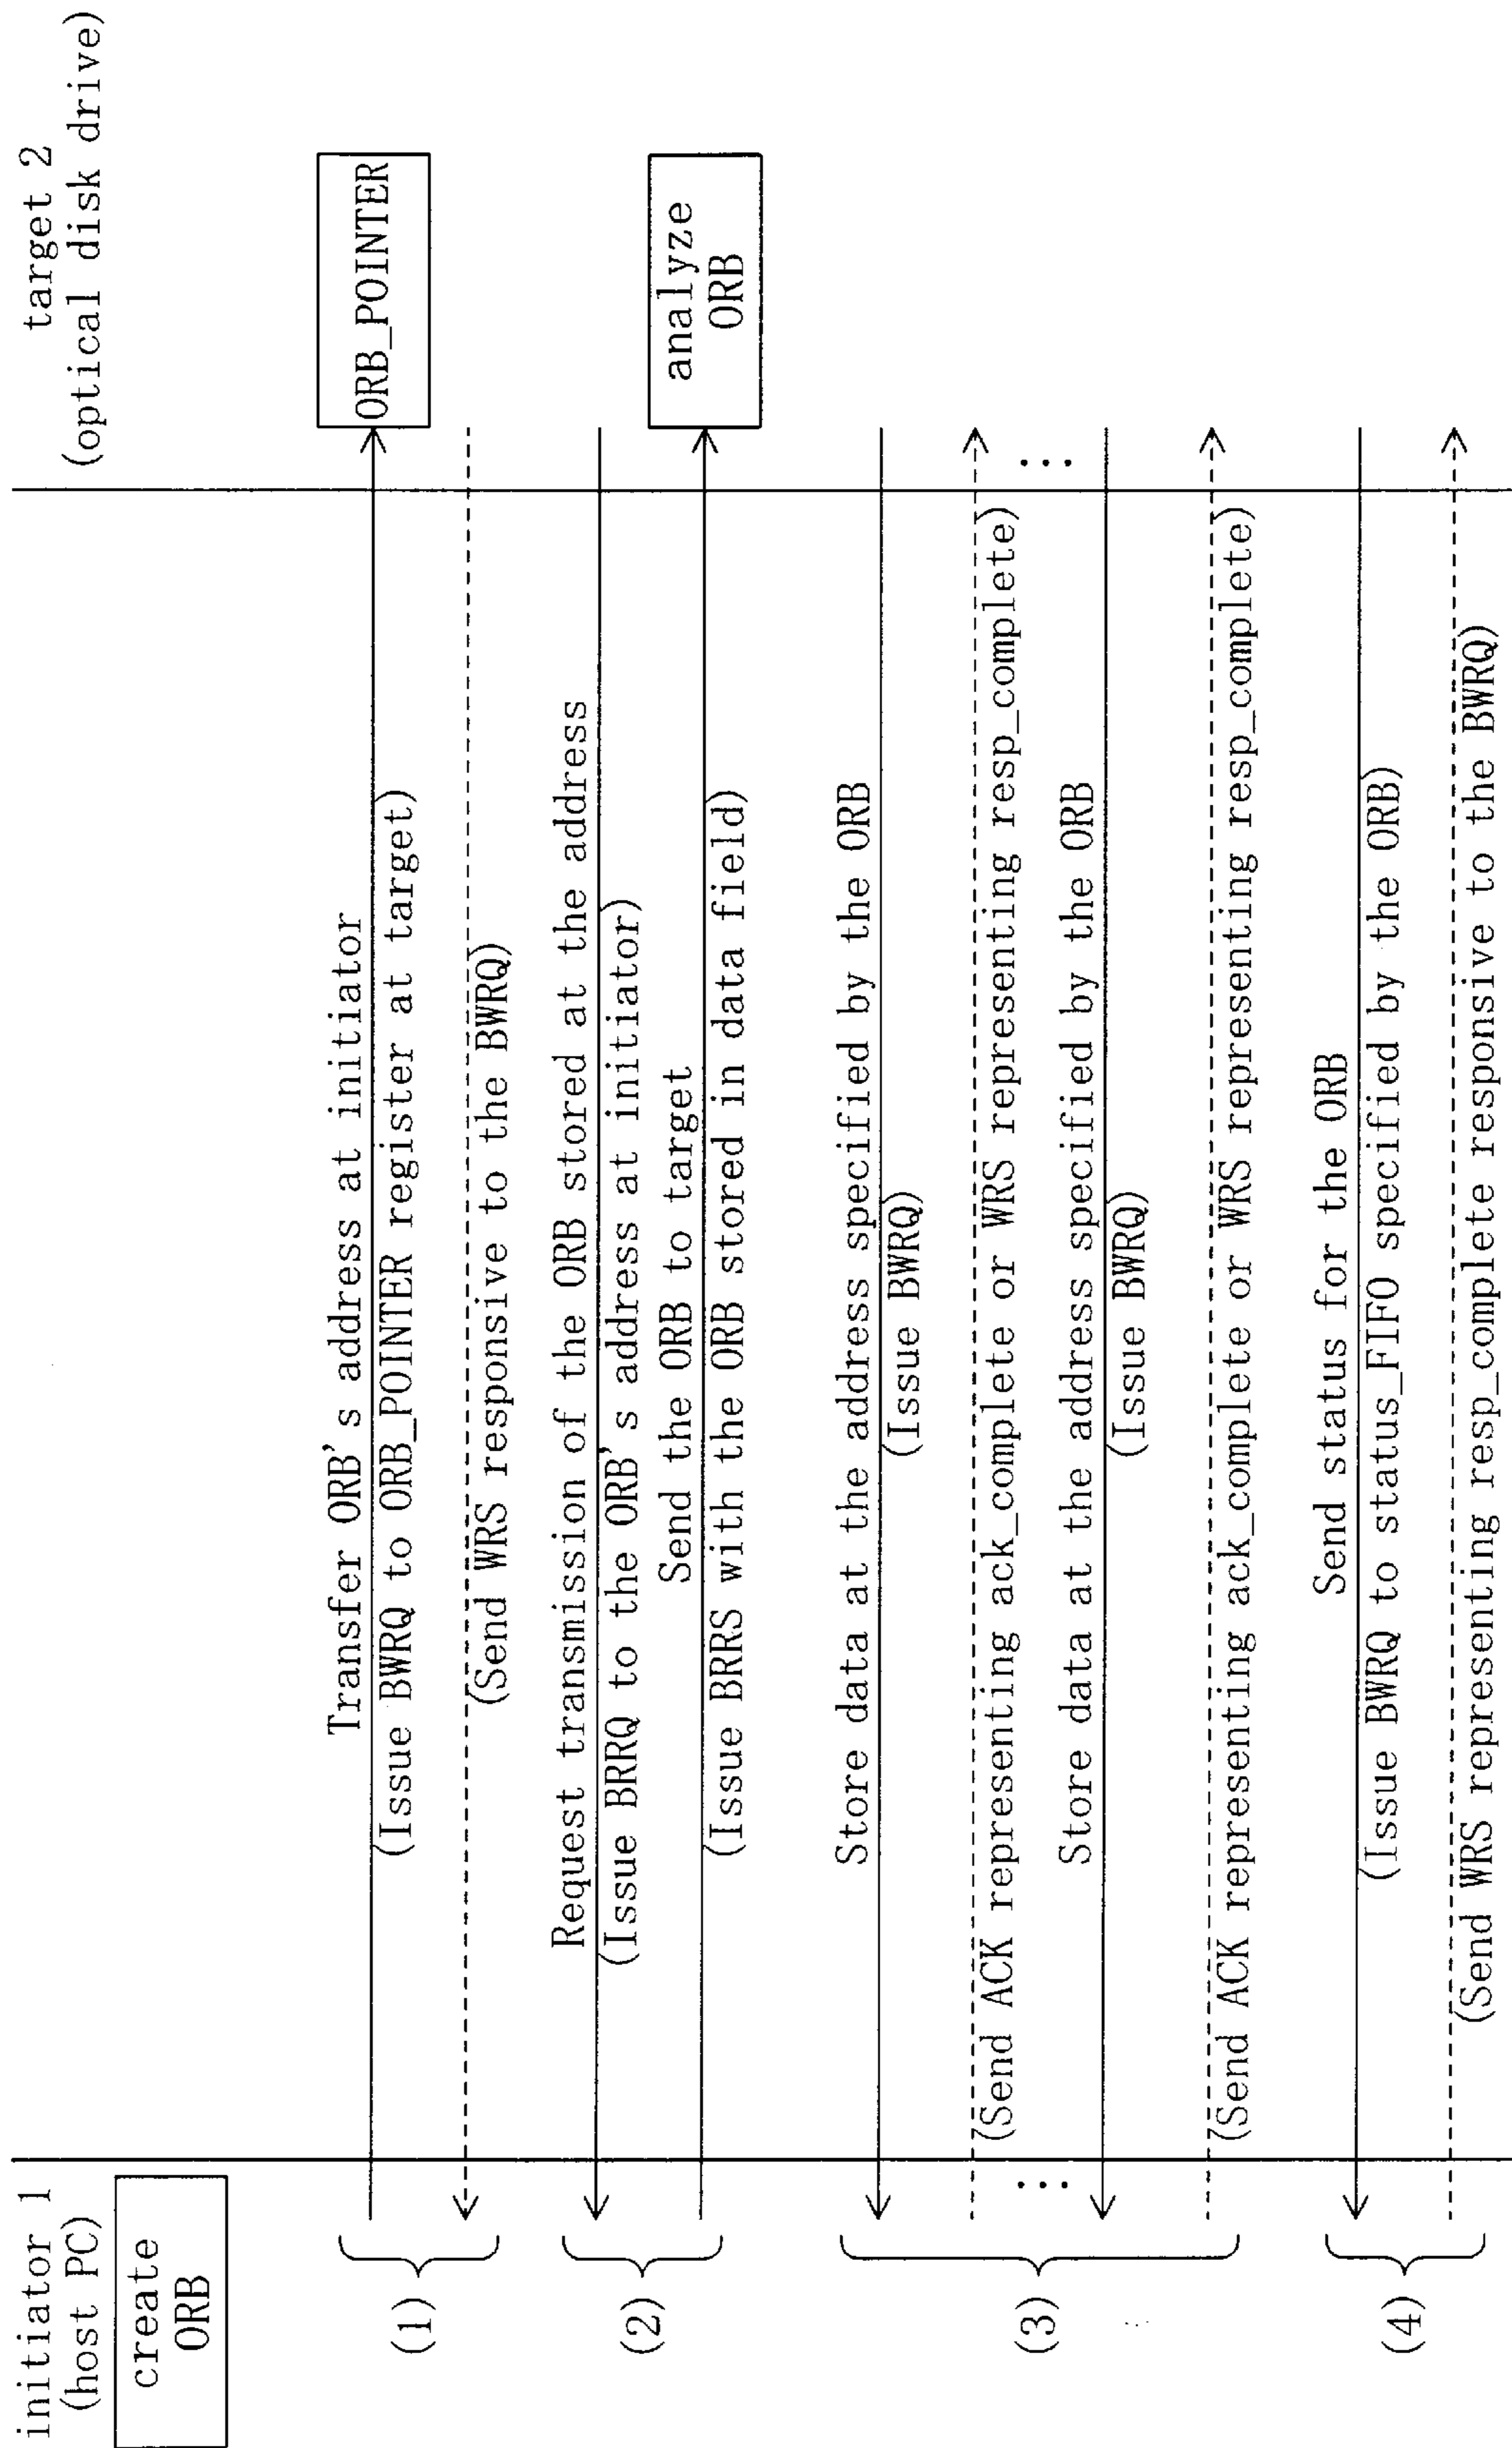 initiator 1
(host PC)
target 2
(optical disk drive)
create
ORB
(1)
Transfer ORB's address at initiator
(Issue BWRQ to ORB_POINTER register at target)
ORB_POINTER
(Send WRS responsive to the BWRQ)
(2)
Request transmission of the ORB stored at the address
(Issue BRRQ to the ORB's address at initiator)
Send the ORB to target
(Issue BRRS with the ORB stored in data field)
analyze
ORB
(3)
Store data at the address specified by the ORB
(Issue BWRQ)
(Send ACK representing ack_complete or WRS representing resp_complete)
...
...
Store data at the address specified by the ORB
(Issue BWRQ)
(Send ACK representing ack_complete or WRS representing resp_complete)
(4)
Send status for the ORB
(Issue BWRQ to status_FIFO specified by the ORB)
(Send WRS representing resp_complete responsive to the BWRQ)